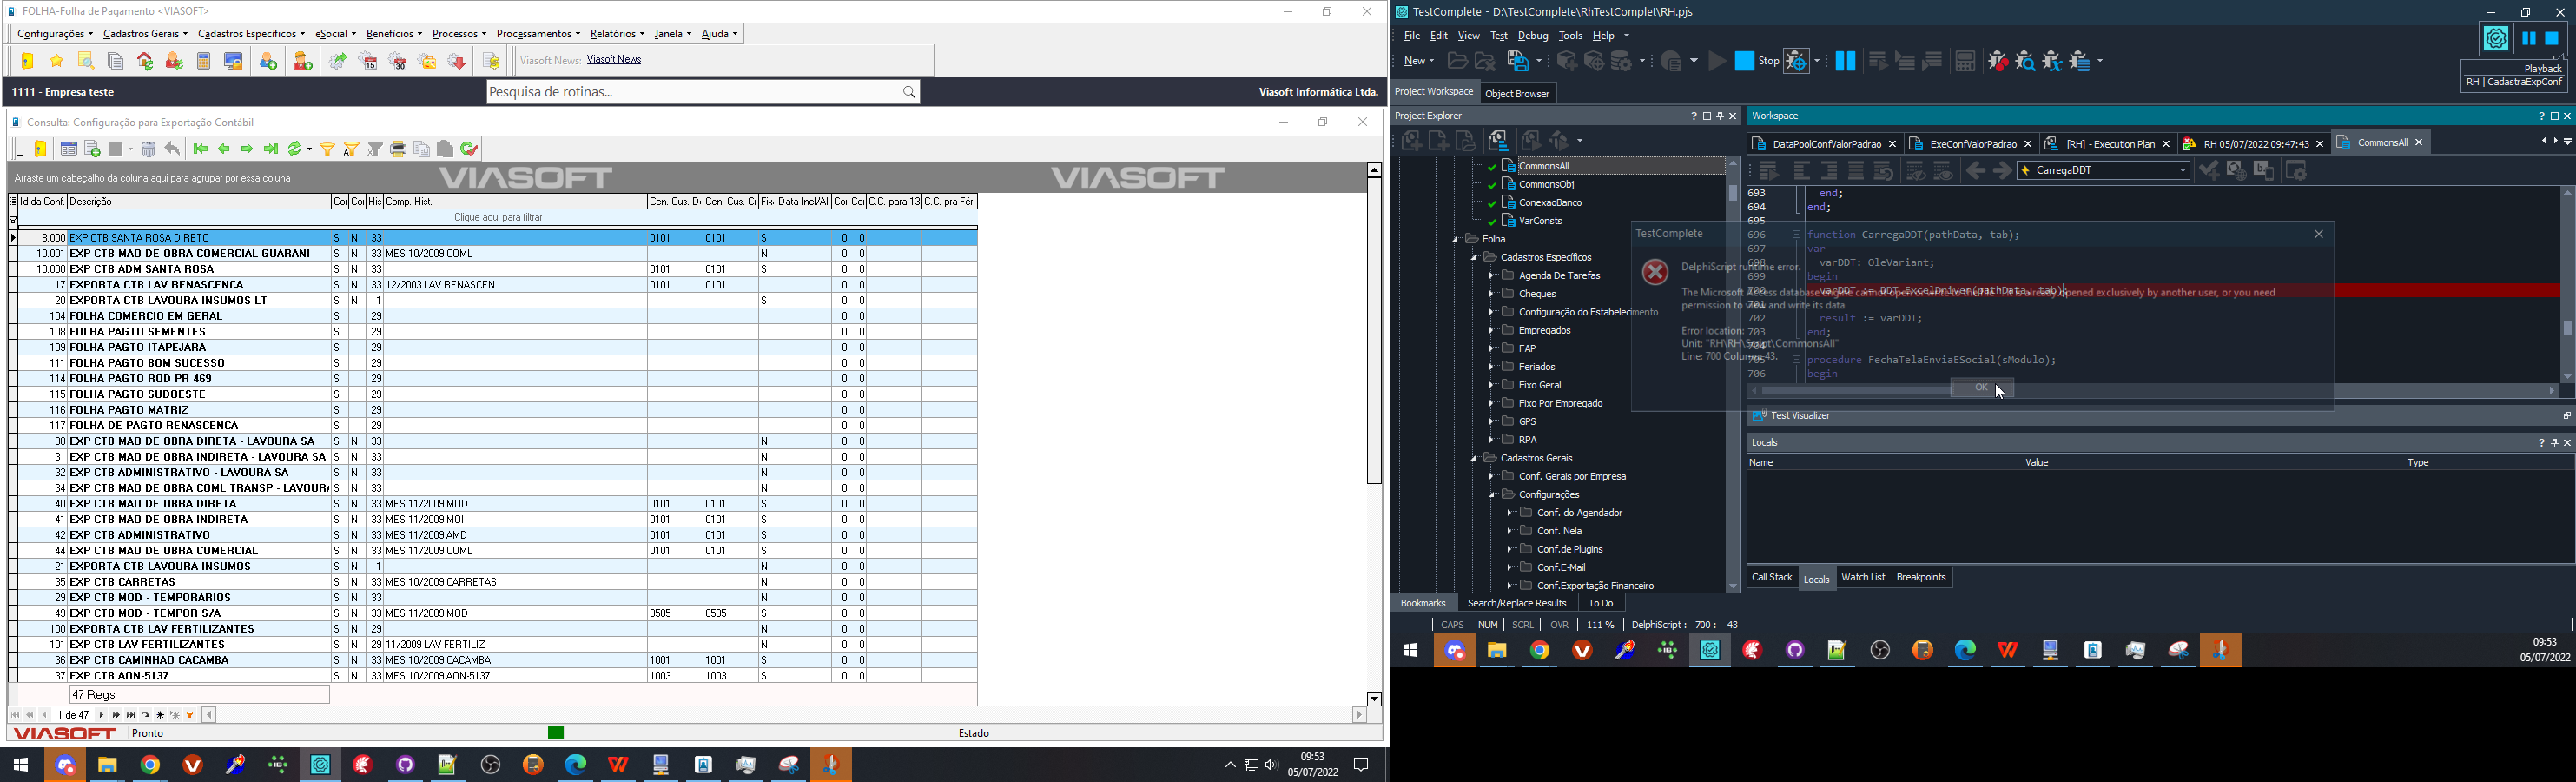 FOLHA-Folha de Pagamento <VIASOFT>
Configurações Cadastros Gerais Cadastros Específicos eSocial Benefícios Processos Processamentos Relatórios Janela Ajuda
Viasoft News: Viasoft News
1111 - Empresa teste Pesquisa de rotinas... Viasoft Informática Ltda.
Consulta: Configuração para Exportação Contábil
Arraste um cabeçalho da coluna aqui para agrupar por essa coluna VIASOFT VIASOFT
Id da Conf. Descrição Cor Cor His Comp. Hist. Cen. Cus. D Cen. Cus. Cr Fix Data Incl/Alt Cor Cor C.C. para 13 C.C. pra Féri
Clique aqui para filtrar
8.000 EXP CTB SANTA ROSA DIRETO S N 33 0101 0101 S 0 0
10.001 EXP CTB MAO DE OBRA COMERCIAL GUARANI S N 33 MES 10/2009 COML N 0 0
10.000 EXP CTB ADM SANTA ROSA S N 33 0101 0101 S 0 0
17 EXPORTA CTB LAV RENASCENCA S N 33 12/2003 LAV RENASCEN 0101 0101 0 0
20 EXPORTA CTB LAVOURA INSUMOS LT S N 1 S 0 0
104 FOLHA COMERCIO EM GERAL S 29 0 0
108 FOLHA PAGTO SEMENTES S 29 0 0
109 FOLHA PAGTO ITAPEJARA S 29 0 0
111 FOLHA PAGTO BOM SUCESSO S 29 0 0
114 FOLHA PAGTO ROD PR 469 S 29 0 0
115 FOLHA PAGTO SUDOESTE S 29 0 0
116 FOLHA PAGTO MATRIZ S 29 0 0
117 FOLHA DE PAGTO RENASCENCA S 29 0 0
30 EXP CTB MAO DE OBRA DIRETA - LAVOURA SA S N 33 N 0 0
31 EXP CTB MAO DE OBRA INDIRETA - LAVOURA SA S N 33 N 0 0
32 EXP CTB ADMINISTRATIVO - LAVOURA SA S N 33 N 0 0
34 EXP CTB MAO DE OBRA COML TRANSP - LAVOUR S N 33 N 0 0
40 EXP CTB MAO DE OBRA DIRETA S N 33 MES 11/2009 MOD 0101 0101 S 0 0
41 EXP CTB MAO DE OBRA INDIRETA S N 33 MES 11/2009 MOI 0101 0101 S 0 0
42 EXP CTB ADMINISTRATIVO S N 33 MES 11/2009 AMD 0101 0101 S 0 0
44 EXP CTB MAO DE OBRA COMERCIAL S N 33 MES 11/2009 COML 0101 0101 S 0 0
21 EXPORTA CTB LAVOURA INSUMOS S N 1 N 0 0
35 EXP CTB CARRETAS S N 33 MES 10/2009 CARRETAS N 0 0
29 EXP CTB MOD - TEMPORARIOS S N 33 N 0 0
49 EXP CTB MOD - TEMPOR S/A S N 33 MES 11/2009 MOD 0505 0505 S 0 0
100 EXPORTA CTB LAV FERTILIZANTES S N 29 N 0 0
101 EXP CTB LAV FERTILIZANTES S N 29 11/2009 LAV FERTILIZ N 0 0
36 EXP CTB CAMINHAO CACAMBA S N 33 MES 10/2009 CACAMBA 1001 1001 S 0 0
37 EXP CTB AON-5137 S N 33 MES 10/2009 AON-5137 1003 1003 S 0 0
47 Regs
1 de 47
VIASOFT Pronto Estado
09:53
05/07/2022
TestComplete - D:\TestComplete\RhTestComplet\RH.pjs
File Edit View Test Debug Tools Help
New Stop
Playback
RH | CadastraExpConf
Project Workspace Object Browser
Project Explorer
CommonsAll
CommonsObj
ConexaoBanco
VarConsts
Folha
Cadastros Específicos
Agenda De Tarefas
Cheques
Configuração do Estabelecimento
Empregados
FAP
Feriados
Fixo Geral
Fixo Por Empregado
GPS
RPA
Cadastros Gerais
Conf. Gerais por Empresa
Configurações
Conf. do Agendador
Conf. Nela
Conf.de Plugins
Conf.E-Mail
Conf.Exportação Financeiro
Bookmarks Search/Replace Results To Do
Workspace
DataPoolConfValorPadrao ExeConfValorPadrao [RH] - Execution Plan RH 05/07/2022 09:47:43 CommonsAll
CarregaDDT
693 end;
694 end;
695
696 function CarregaDDT(pathData, tab);
697 var
698 varDDT: OleVariant;
699 begin
700 varDDT := DDT.ExcelDriver(pathData, tab);
701
702 result := varDDT;
703 end;
704
705 procedure FechaTelaEnviaESocial(sModulo);
706 begin
TestComplete
DelphiScript runtime error.
The Microsoft Access database engine cannot open or write to the file ''. It is already opened exclusively by another user, or you need
permission to view and write its data
Error location:
Unit: "RH\RH\Script\CommonsAll"
Line: 700 Column: 43.
OK
Test Visualizer
Locals
Name Value Type
Call Stack Locals Watch List Breakpoints
CAPS NUM SCRL OVR 111 % DelphiScript : 700 : 43
09:53
05/07/2022